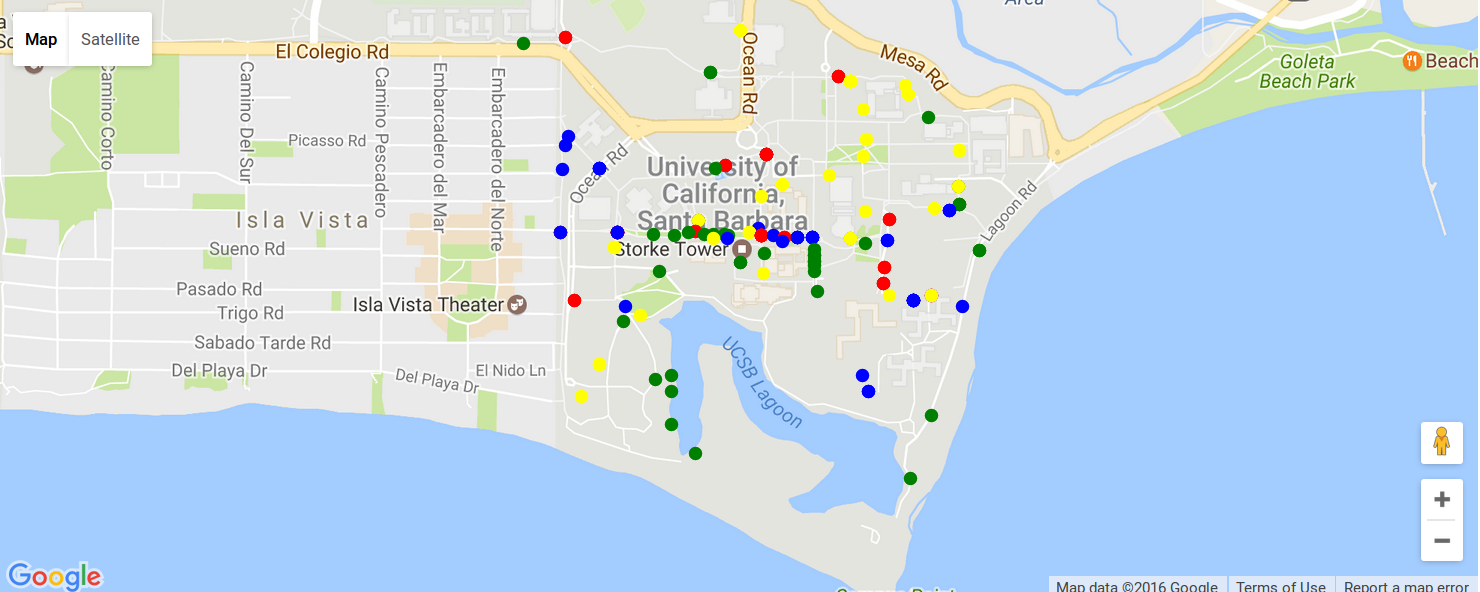 Area
Map
Satellite
El Colegio Rd
Ocean Rd
Mesa Rd
Goleta
Beach Park
Beach
Camino Corto
Camino Del Sur
Camino Pescadero
Embarcadero del Mar
Embarcadero del Norte
Picasso Rd
Ocean Rd
University of
California,
Santa Barbara
Lagoon Rd
Isla Vista
Sueno Rd
Storke Tower
Pasado Rd
Isla Vista Theater
Trigo Rd
Sabado Tarde Rd
Del Playa Dr
Del Playa Dr
El Nido Ln
UCSB Lagoon
Google
Map data ©2016 Google
Terms of Use
Report a map error